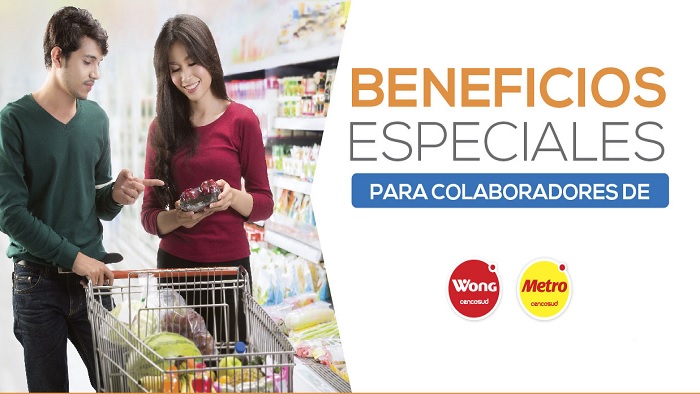 BENEFICIOS
ESPECIALES
PARA COLABORADORES DE
Wong
cencosud
Metro
cencosud